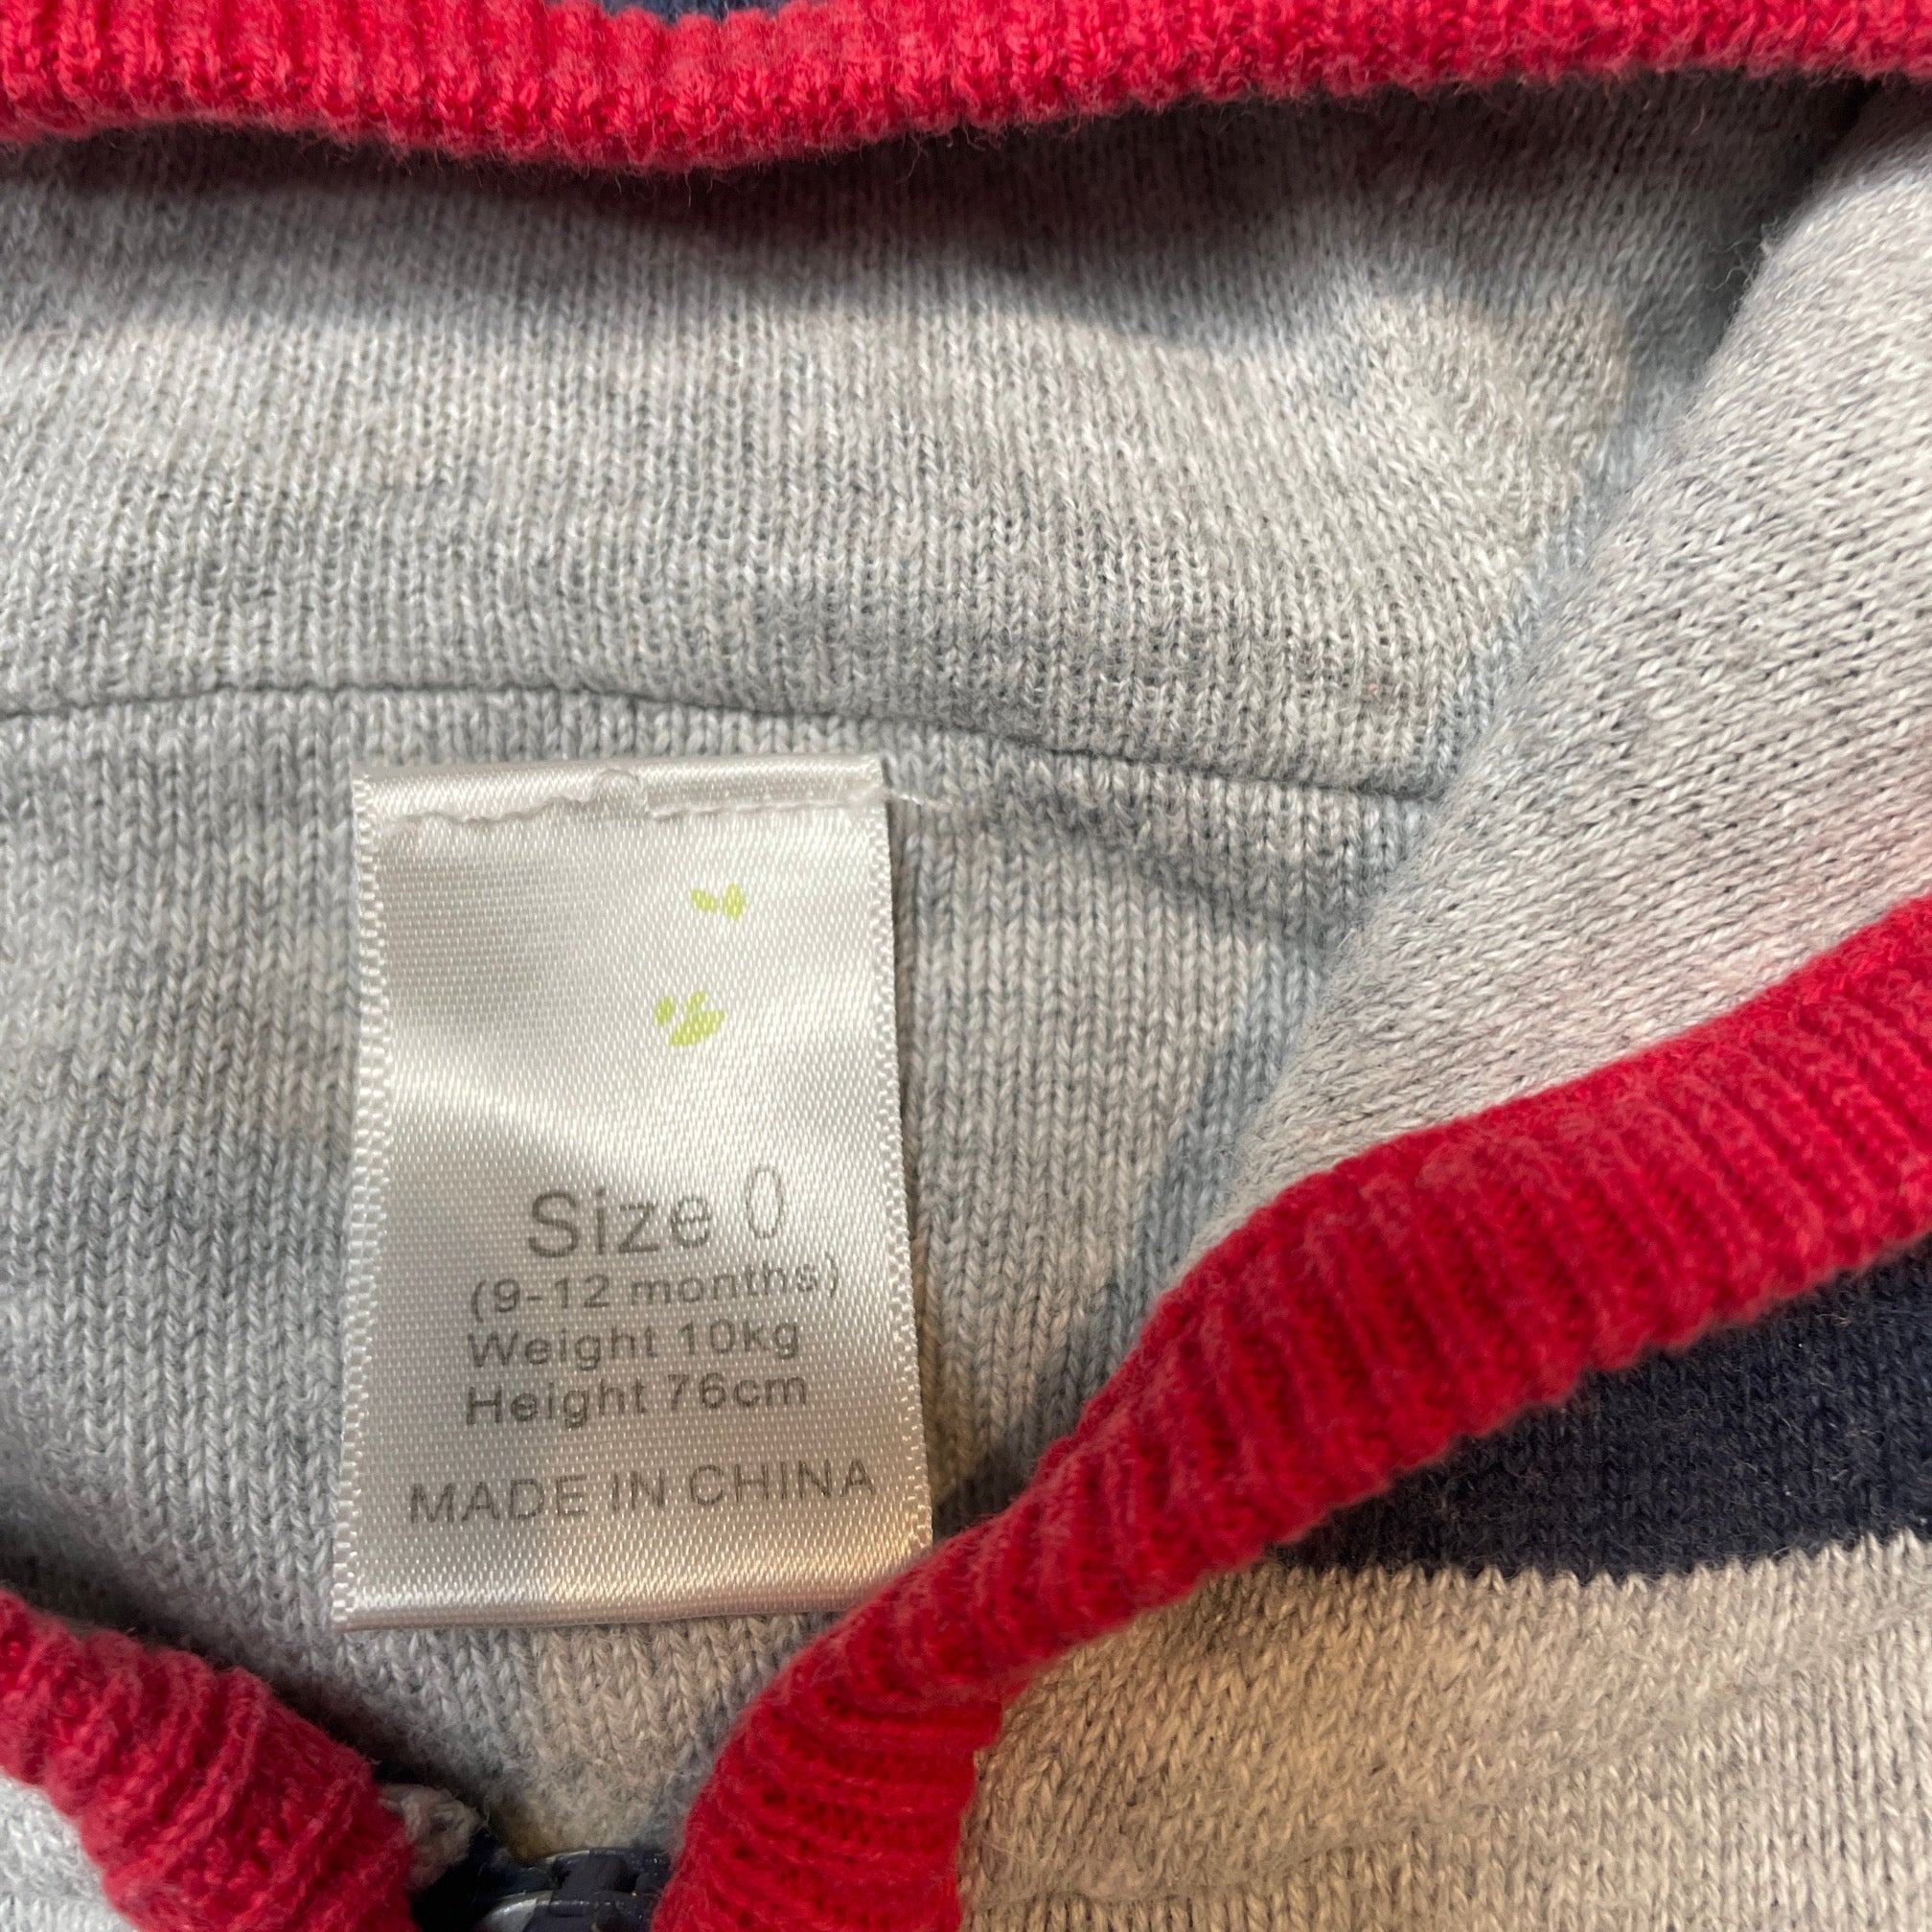 Size 0
(9-12 months)
Weight 10kg
Height 76cm
MADE IN CHINA